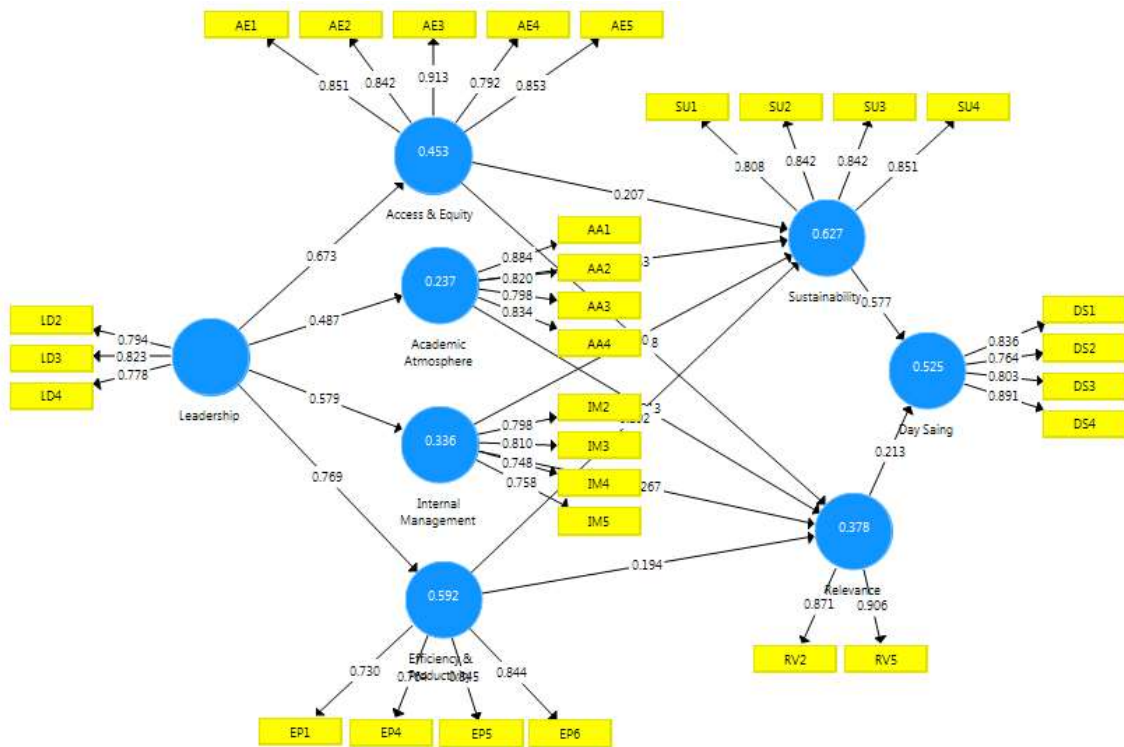 AE1
AE2
AE3
AE4
AE5
0.851
0.842
0.913
0.792
0.853
0.453
Access & Equity
SU1
SU2
SU3
SU4
0.808
0.842
0.842
0.851
0.627
Sustainability
0.207
0.673
AA1
AA2
AA3
AA4
0.884
0.820
0.798
0.834
0.237
Academic
Atmosphere
0.487
LD2
LD3
LD4
0.794
0.823
0.778
Leadership
0.577
DS1
DS2
DS3
DS4
0.836
0.764
0.803
0.891
0.525
Day Saing
0.579
IM2
IM3
IM4
IM5
0.798
0.810
0.748
0.758
0.336
Internal
Management
0.213
0.769
0.378
Relevance
0.871
0.906
RV2
RV5
0.194
0.592
Efficiency &
0.730
0.844
EP1
EP4
EP5
EP6